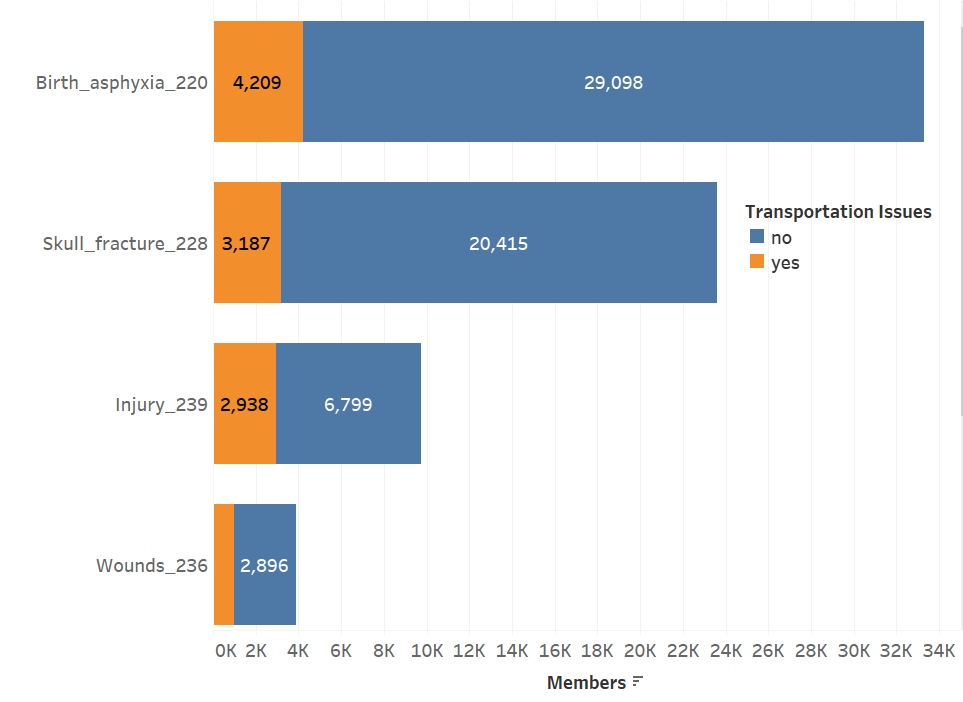 Birth_asphyxia_220 4,209 29,098
Transportation Issues
no
yes
Skull_fracture_228 3,187 20,415
Injury_239 2,938 6,799
Wounds_236 2,896
0K 2K 4K 6K 8K 10K 12K 14K 16K 18K 20K 22K 24K 26K 28K 30K 32K 34K
Members